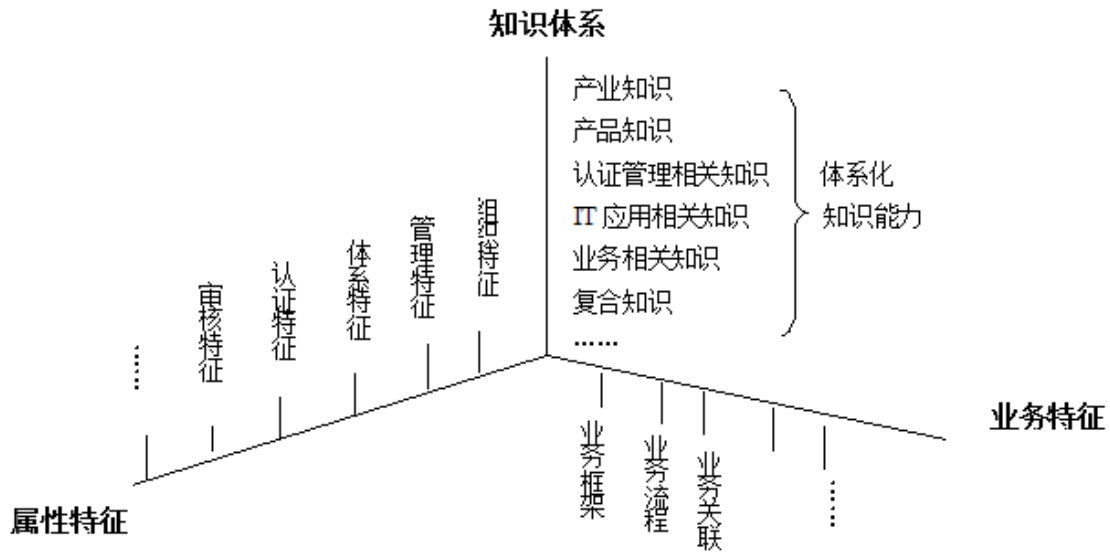 知识体系
产业知识
产品知识
认证管理相关知识
IT 应用相关知识
业务相关知识
复合知识
……
体系化
知识能力
组织特征
管理特征
体系特征
认证特征
审核特征
……
属性特征
业务框架
业务流程
业务关联
……
业务特征